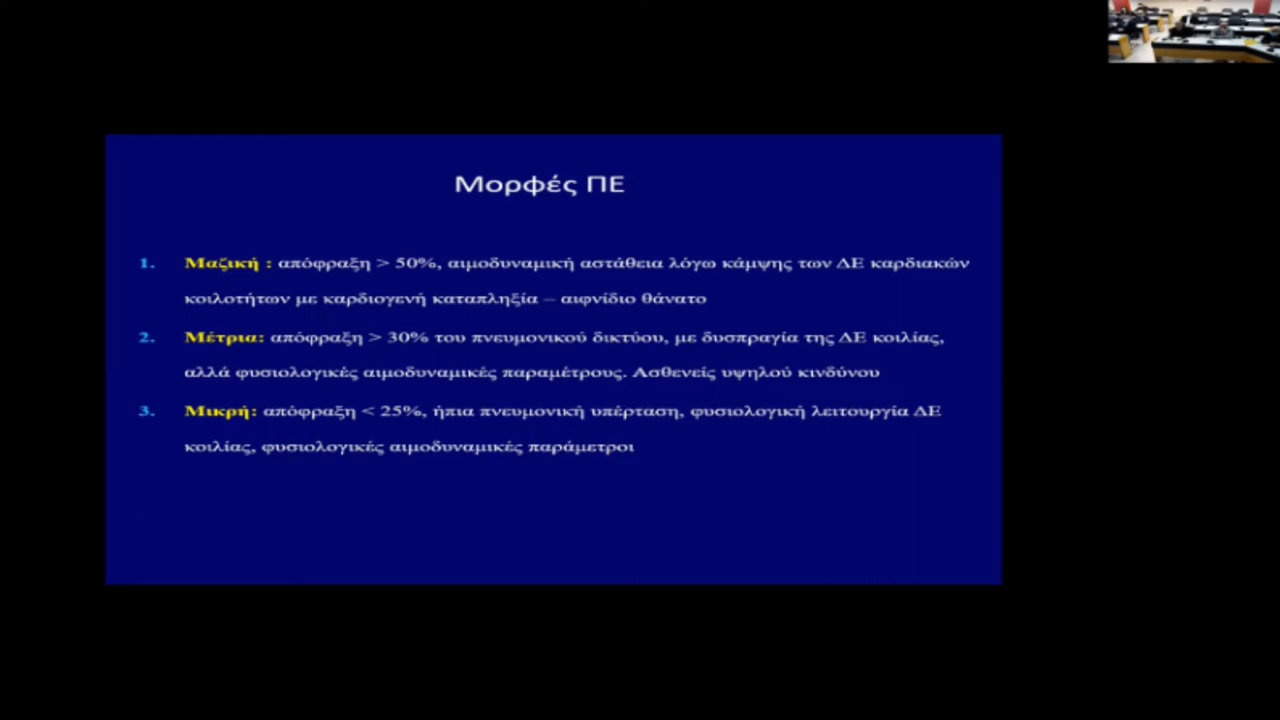 Μορφές ΠΕ
1. Μαζική : απόφραξη > 50%, αιμοδυναμική αστάθεια λόγω κάμψης των ΔΕ καρδιακών
κοιλοτήτων με καρδιογενή καταπληξία – αιφνίδιο θάνατο
2. Μέτρια: απόφραξη > 30% του πνευμονικού δικτύου, με δυσπραγία της ΔΕ κοιλίας,
αλλά φυσιολογικές αιμοδυναμικές παραμέτρους. Ασθενείς υψηλού κινδύνου
3. Μικρή: απόφραξη < 25%, ήπια πνευμονική υπέρταση, φυσιολογική λειτουργία ΔΕ
κοιλίας, φυσιολογικές αιμοδυναμικές παράμετροι